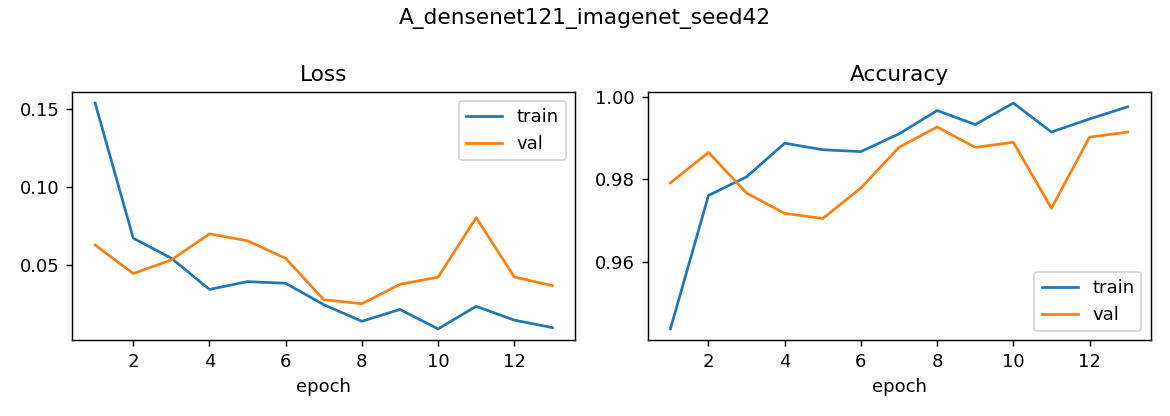 A_densenet121_imagenet_seed42
Loss
0.15
0.10
0.05
2 4 6 8 10 12
epoch
train
val
Accuracy
1.00
0.98
0.96
2 4 6 8 10 12
epoch
train
val